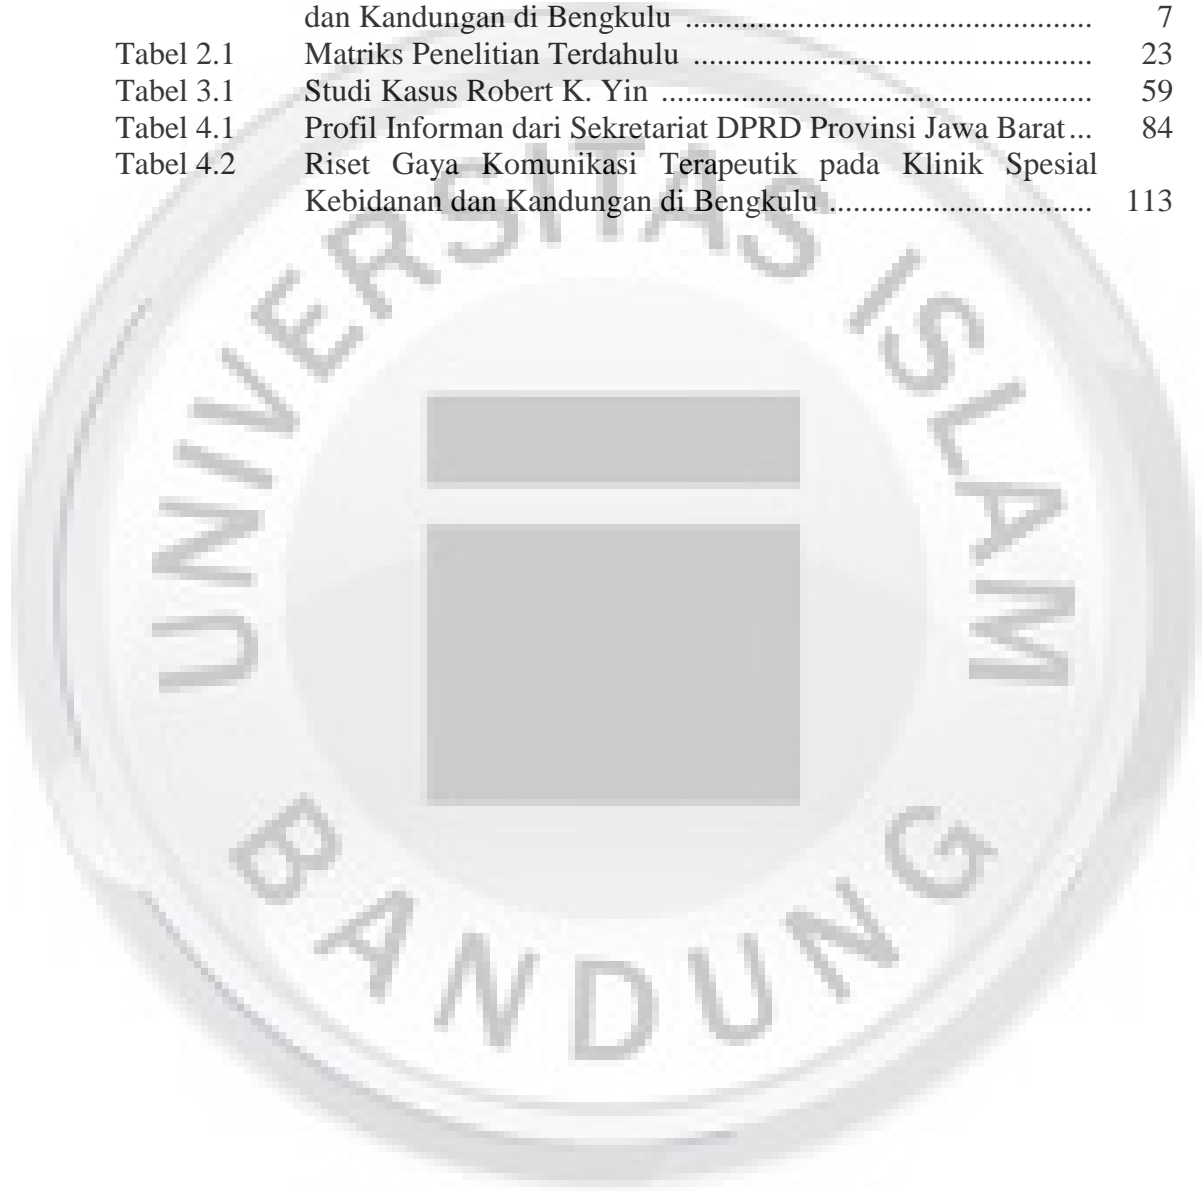 dan Kandungan di Bengkulu ................................................. 7
Tabel 2.1 Matriks Penelitian Terdahulu ................................................ 23
Tabel 3.1 Studi Kasus Robert K. Yin .................................................... 59
Tabel 4.1 Profil Informan dari Sekretariat DPRD Provinsi Jawa Barat ... 84
Tabel 4.2 Riset Gaya Komunikasi Terapeutik pada Klinik Spesial
Kebidanan dan Kandungan di Bengkulu ................................ 113
UNIVERSITAS ISLAM
BANDUNG